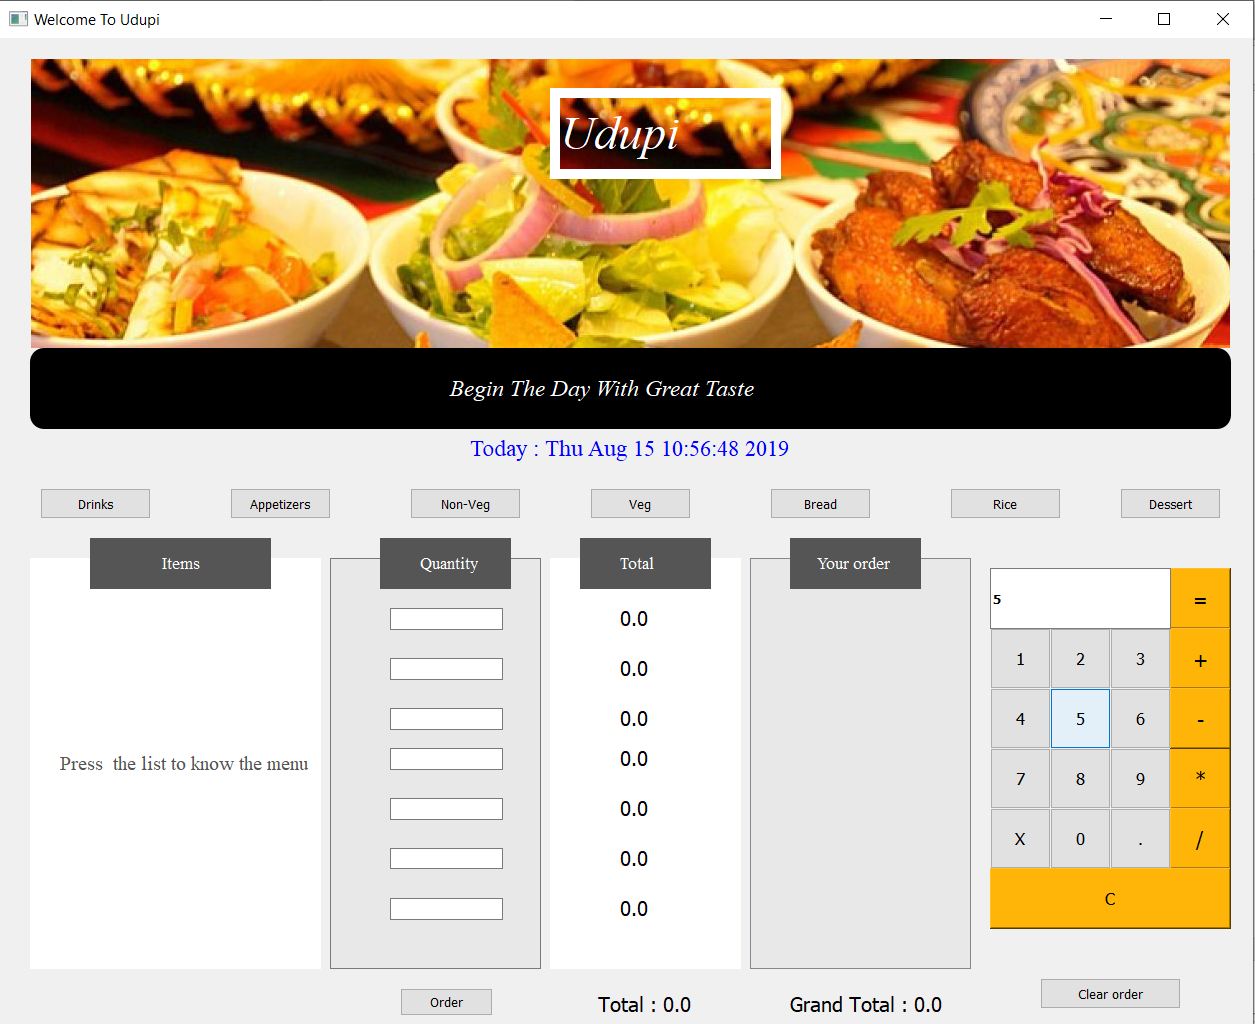 Welcome To Udupi
Udupi
Begin The Day With Great Taste
Today : Thu Aug 15 10:56:48 2019
Drinks
Appetizers
Non-Veg
Veg
Bread
Rice
Dessert
Items
Quantity
Total
Your order
Press  the list to know the menu
0.0
0.0
0.0
0.0
0.0
0.0
0.0
5
=
1
2
3
+
4
5
6
-
7
8
9
*
X
0
.
/
C
Order
Total : 0.0
Grand Total : 0.0
Clear order